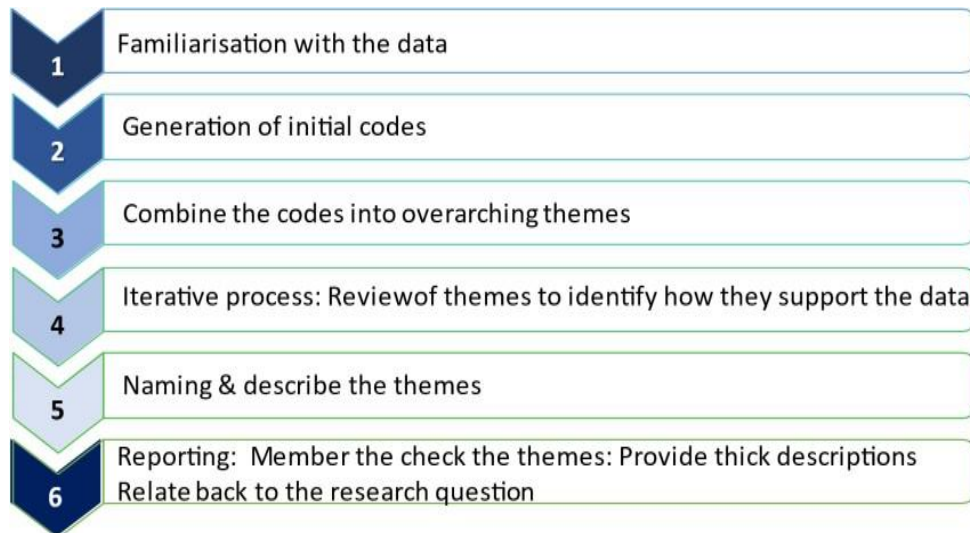 1 Familiarisation with the data
2 Generation of initial codes
3 Combine the codes into overarching themes
4 Iterative process: Reviewof themes to identify how they support the data
5 Naming & describe the themes
6 Reporting: Member the check the themes: Provide thick descriptions
Relate back to the research question